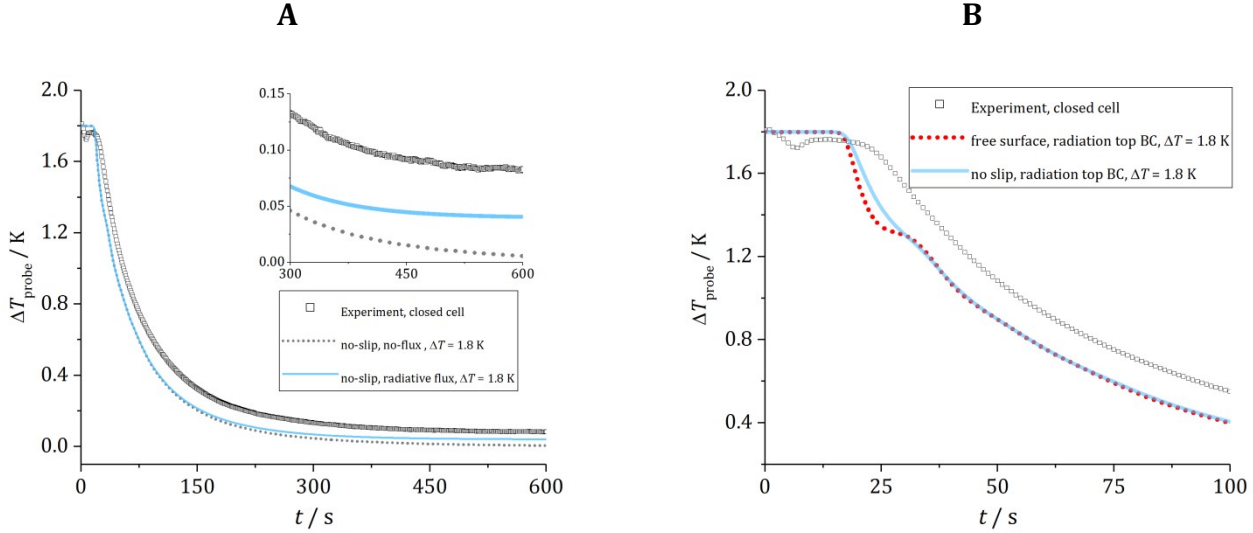 A
2.0
1.6
1.2
0.8
0.4
0.0
ΔT_probe / K
0.15
0.10
0.05
0.00
300 450 600
Experiment, closed cell
no-slip, no-flux , ΔT = 1.8 K
no-slip, radiative flux, ΔT = 1.8 K
0 150 300 450 600
t / s
B
2.0
1.6
1.2
0.8
0.4
ΔT_probe / K
Experiment, closed cell
free surface, radiation top BC, ΔT = 1.8 K
no slip, radiation top BC, ΔT = 1.8 K
0 25 50 75 100
t / s